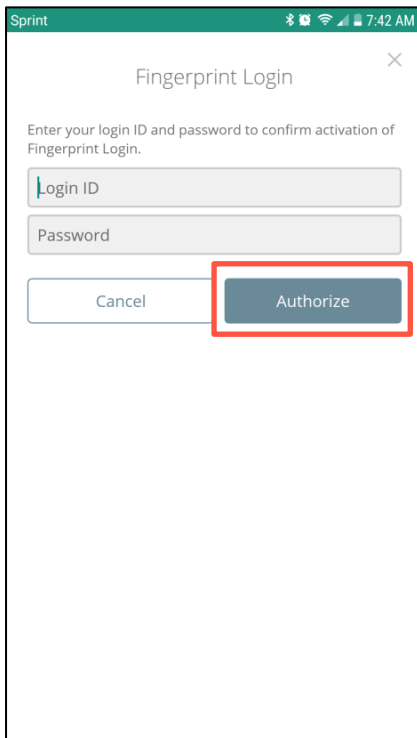 Sprint 7:42 AM
Fingerprint Login
Enter your login ID and password to confirm activation of
Fingerprint Login.
Login ID
Password
Cancel Authorize